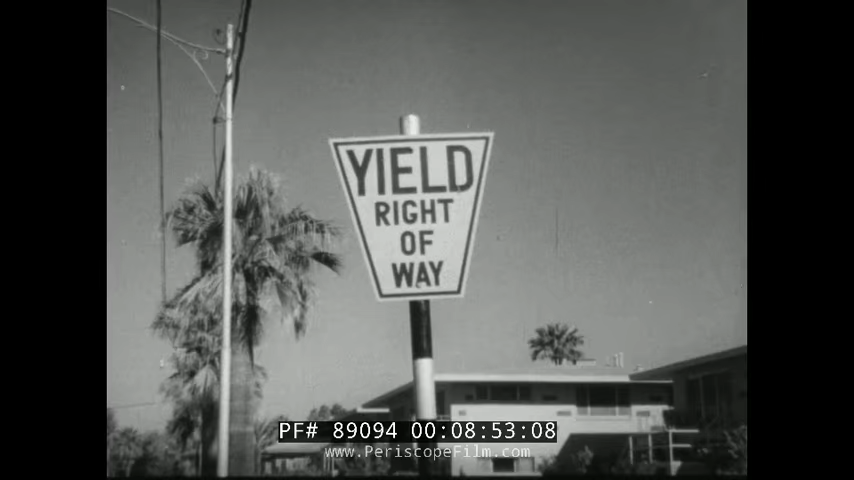 YIELD
RIGHT
OF
WAY
PF# 89094 00:08:53:08
www.PeriscopeFilm.com